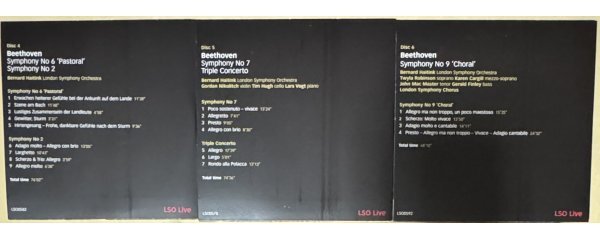 Disc 4
Beethoven
Symphony No 6 'Pastoral'
Symphony No 2
Bernard Haitink London Symphony Orchestra
Symphony No 6 'Pastoral'
1 Erwachen heiterer Gefühle bei der Ankunft auf dem Lande 11'39"
2 Szene am Bach
3 Lustiges Zusammensein der Landleute
4 Gewitter, Sturm
5 Hirtengesang – Frohe, dankbare Gefühle nach dem Sturm
Symphony No 2
6 Adagio molto – Allegro con brio
7 Larghetto
8 Scherzo & Trio: Allegro
9 Allegro molto
Total time
LSO0582
LSO Live
Disc 5
Beethoven
Symphony No 7
Triple Concerto
Bernard Haitink London Symphony Orchestra
Gordan Nikolitch violin Tim Hugh cello Lars Vogt piano
Symphony No 7
1 Poco sostenuto – vivace 13'24"
2 Allegretto 7'41"
3 Presto
4 Allegro con brio
Triple Concerto
5 Allegro
6 Largo
7 Rondo alla Polacca
Total time
LSO Live
Disc 6
Beethoven
Symphony No 9 'Choral'
Bernard Haitink London Symphony Orchestra
Twyla Robinson soprano Karen Cargill mezzo-soprano
John Mac Master tenor Gerald Finley bass
London Symphony Chorus
Symphony No 9 'Choral'
1 Allegro ma non troppo, un poco maestoso
2 Scherzo: Molto vivace
3 Adagio molto e cantabile
4 Presto – Allegro ma non troppo – Vivace – Adagio cantabile
Total time
LSO0592
LSO Live